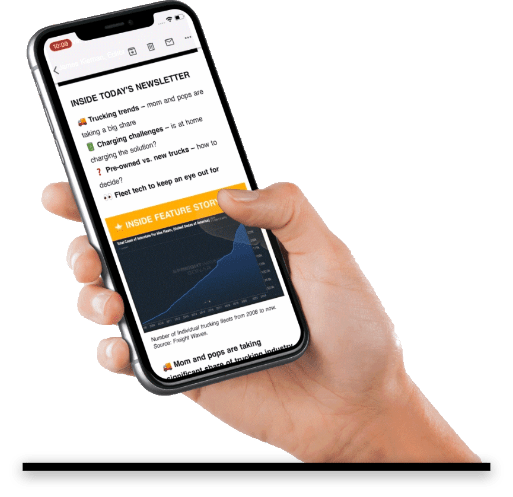 10:08
INSIDE TODAY'S NEWSLETTER
🚚 Trucking trends – mom and pops are
taking a big share
🔋 Charging challenges – is at home
charging the solution?
❓ Pre-owned vs. new trucks – how to
decide?
👀 Fleet tech to keep an eye out for
★ INSIDE FEATURE STORY
Number of individual trucking fleets from 2008 to now.
Source: Freight Waves.
🚚 Mom and pops are taking
significant share of trucking industry